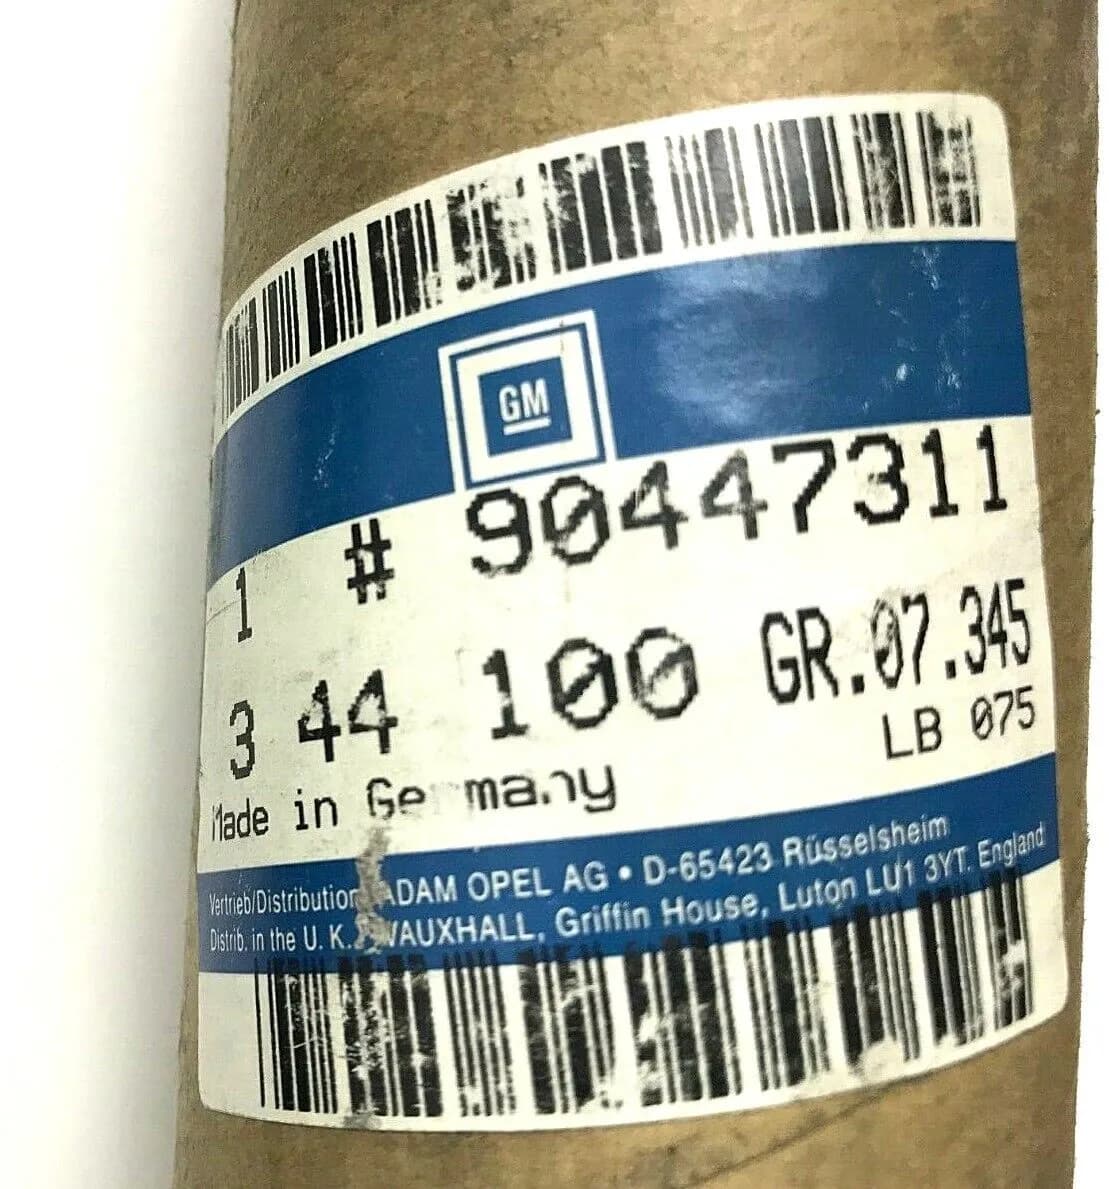 GM
1 # 90447311
3 44 100 GR.07.345
LB 075
Made in Germany
Vertrieb/Distribution ADAM OPEL AG • D-65423 Rüsselsheim
Distrib. in the U. K. VAUXHALL, Griffin House, Luton LU1 3YT. England